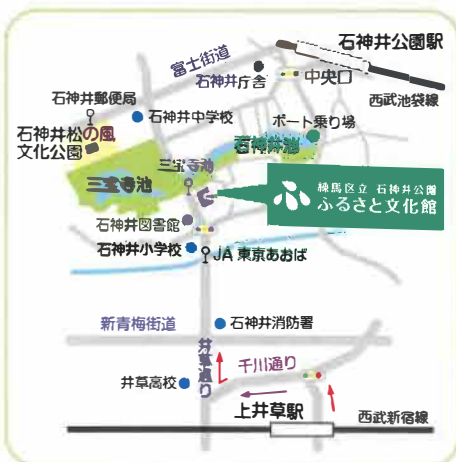 石神井公園駅
富士街道
石神井庁舎
中央口
西武池袋線
石神井郵便局
石神井中学校
ボート乗り場
石神井松の風
文化公園
石神井池
三宝寺池
三宝寺池
練馬区立 石神井公園
ふるさと文化館
石神井図書館
石神井小学校
JA 東京あおば
新青梅街道
石神井消防署
井草通り
千川通り
井草高校
上井草駅
西武新宿線